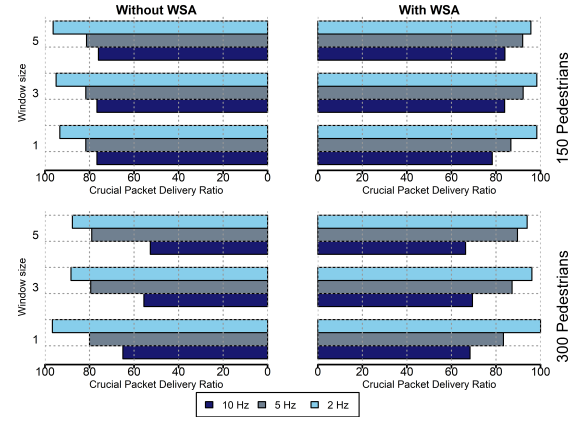 Without WSA
With WSA
Window size
5
3
1
100 80 60 40 20 0
Crucial Packet Delivery Ratio
0 20 40 60 80 100
Crucial Packet Delivery Ratio
150 Pedestrians
Window size
5
3
1
100 80 60 40 20 0
Crucial Packet Delivery Ratio
0 20 40 60 80 100
Crucial Packet Delivery Ratio
300 Pedestrians
10 Hz 5 Hz 2 Hz